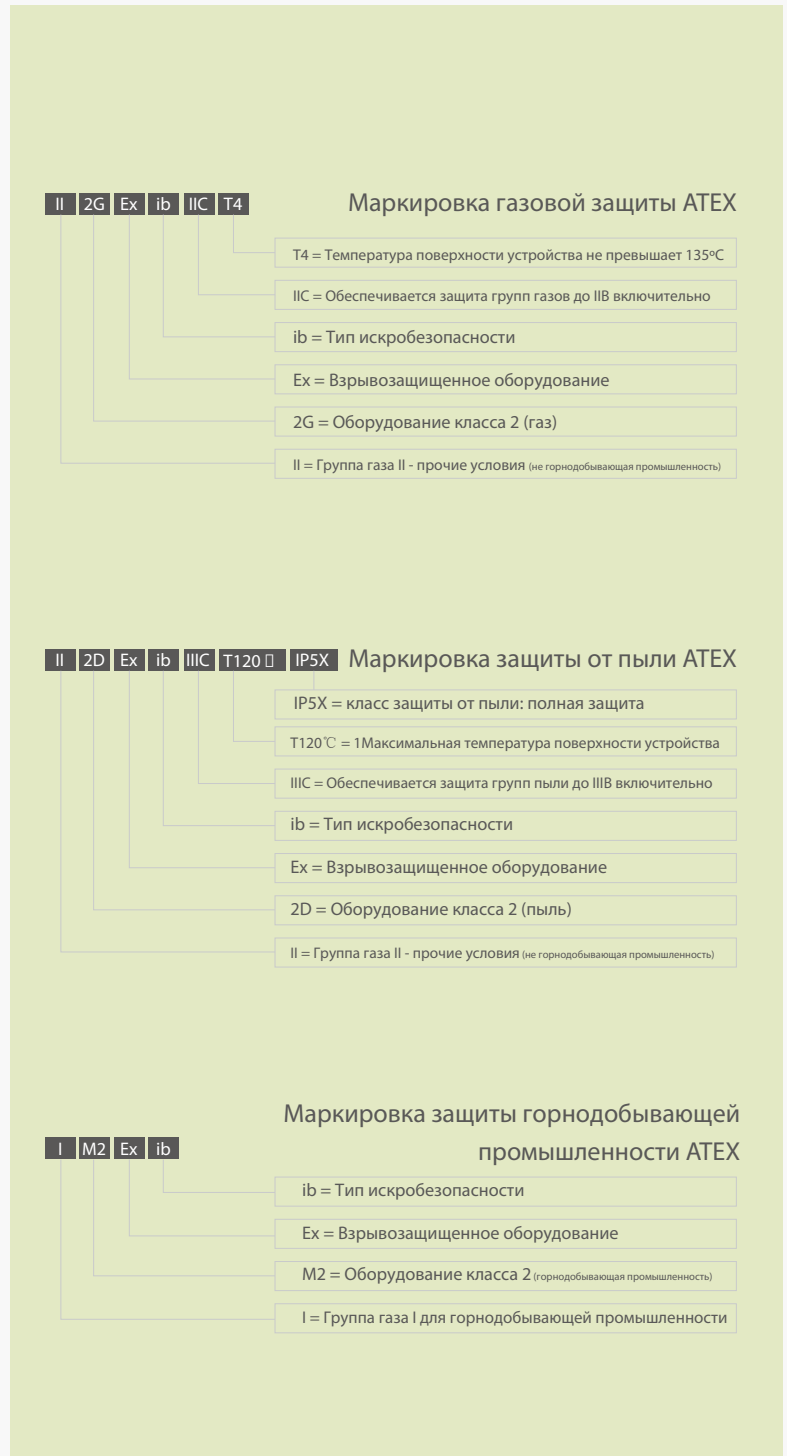 II 2G Ex ib IIC T4
Маркировка газовой защиты ATEX
T4 = Температура поверхности устройства не превышает 135ºC
IIC = Обеспечивается защита групп газов до IIB включительно
ib = Тип искробезопасности
Ex = Взрывозащищенное оборудование
2G = Оборудование класса 2 (газ)
II = Группа газа II - прочие условия (не горнодобывающая промышленность)
II 2D Ex ib IIIC T120 ▯ IP5X
Маркировка защиты от пыли ATEX
IP5X = класс защиты от пыли: полная защита
T120℃ = 1Максимальная температура поверхности устройства
IIIC = Обеспечивается защита групп пыли до IIIB включительно
ib = Тип искробезопасности
Ex = Взрывозащищенное оборудование
2D = Оборудование класса 2 (пыль)
II = Группа газа II - прочие условия (не горнодобывающая промышленность)
Маркировка защиты горнодобывающей
промышленности ATEX
I M2 Ex ib
ib = Тип искробезопасности
Ex = Взрывозащищенное оборудование
M2 = Оборудование класса 2 (горнодобывающая промышленность)
I = Группа газа I для горнодобывающей промышленности